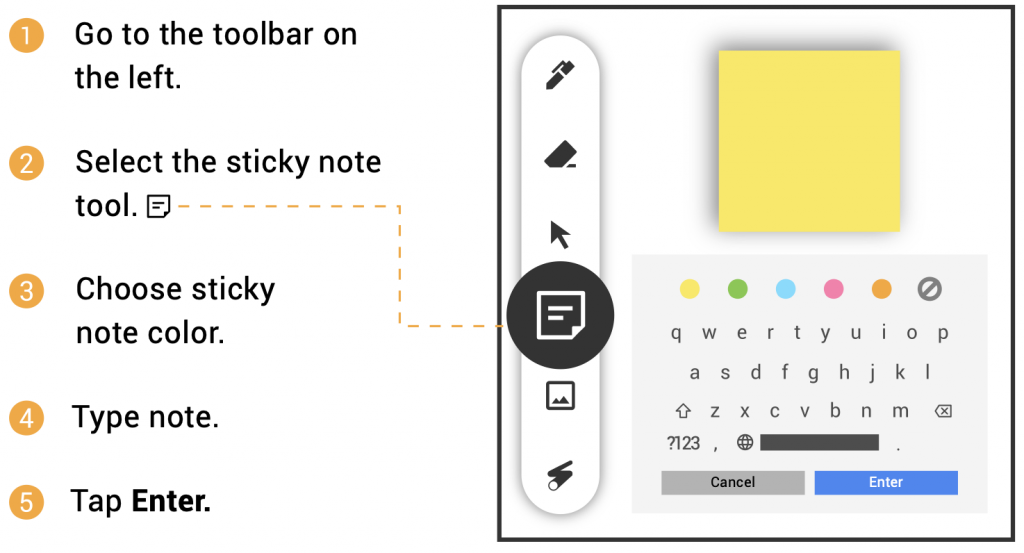 1 Go to the toolbar on
the left.
2 Select the sticky note
tool.
3 Choose sticky
note color.
4 Type note.
5 Tap Enter.
q w e r t y u i o p
a s d f g h j k l
z x c v b n m
?123 , .
Cancel Enter